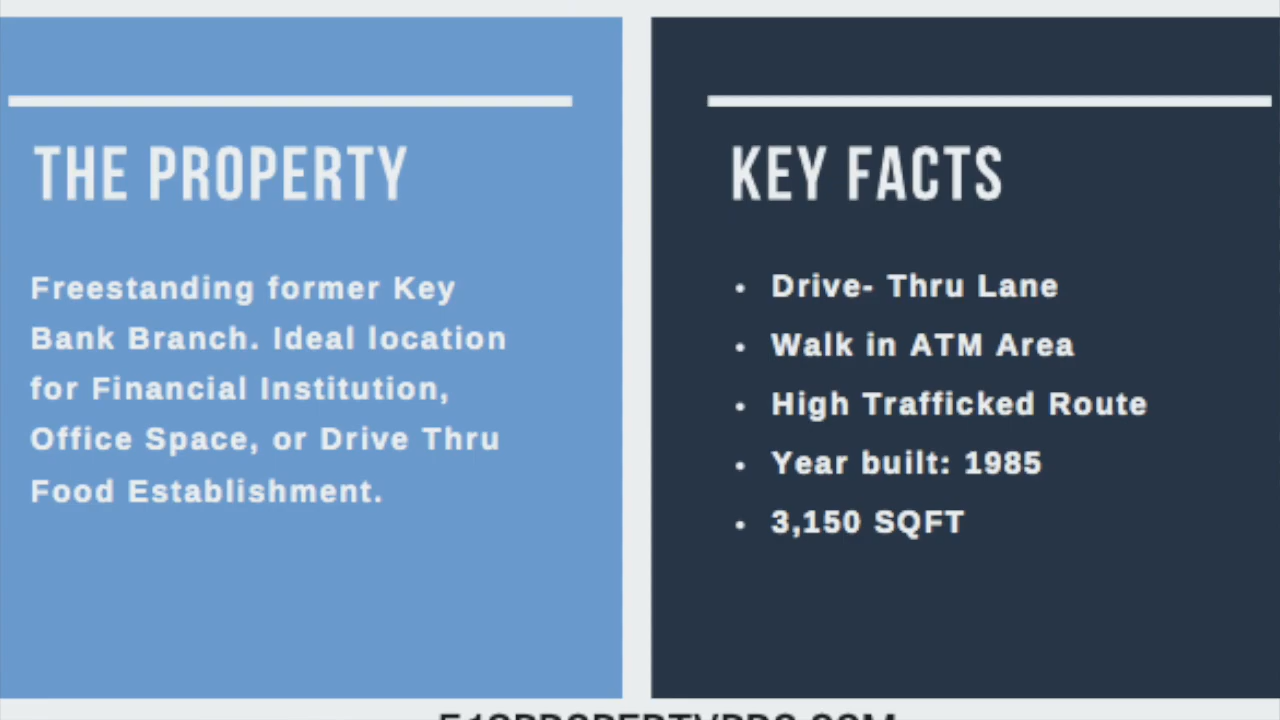 THE PROPERTY
Freestanding former Key
Bank Branch. Ideal location
for Financial Institution,
Office Space, or Drive Thru
Food Establishment.
KEY FACTS
• Drive- Thru Lane
• Walk in ATM Area
• High Trafficked Route
• Year built: 1985
• 3,150 SQFT